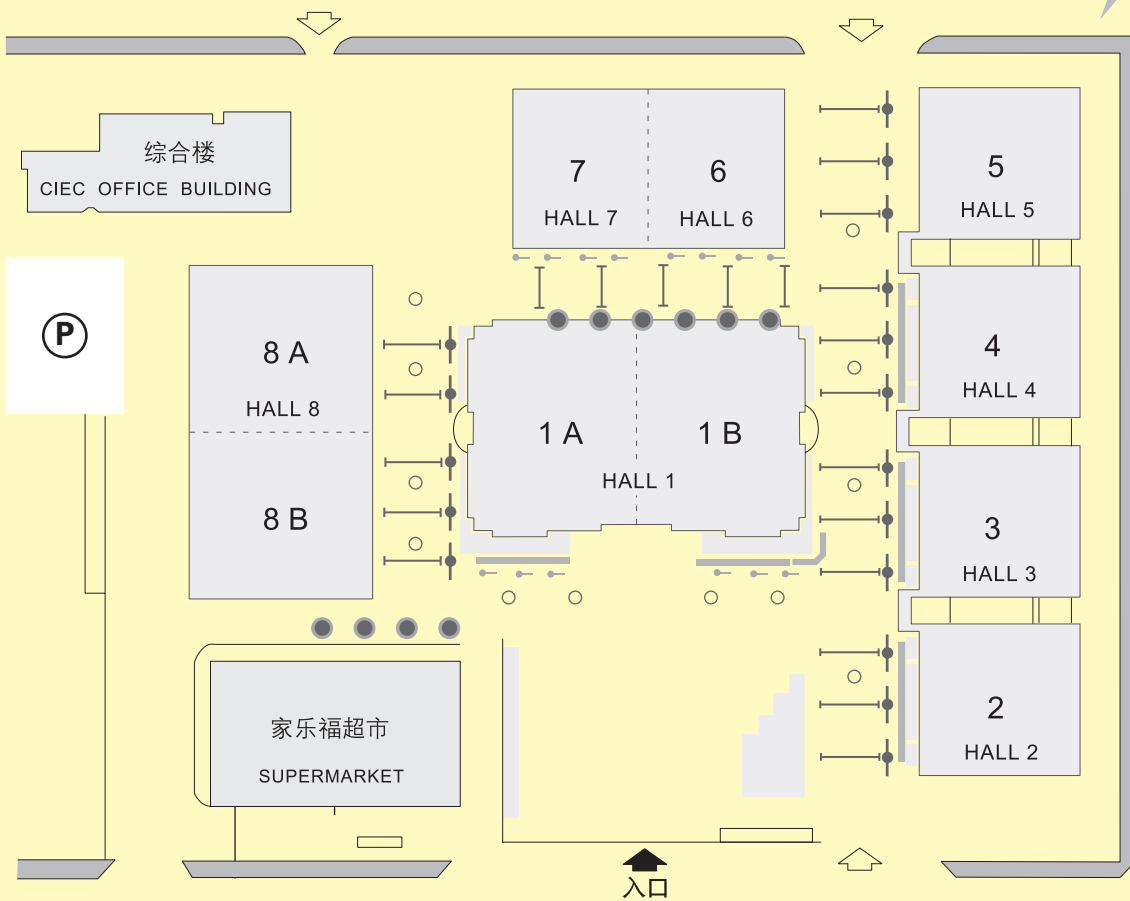 综合楼
CIEC OFFICE BUILDING
7
HALL 7
6
HALL 6
5
HALL 5
P
8 A
HALL 8
8 B
1 A
1 B
HALL 1
4
HALL 4
3
HALL 3
2
HALL 2
家乐福超市
SUPERMARKET
入口